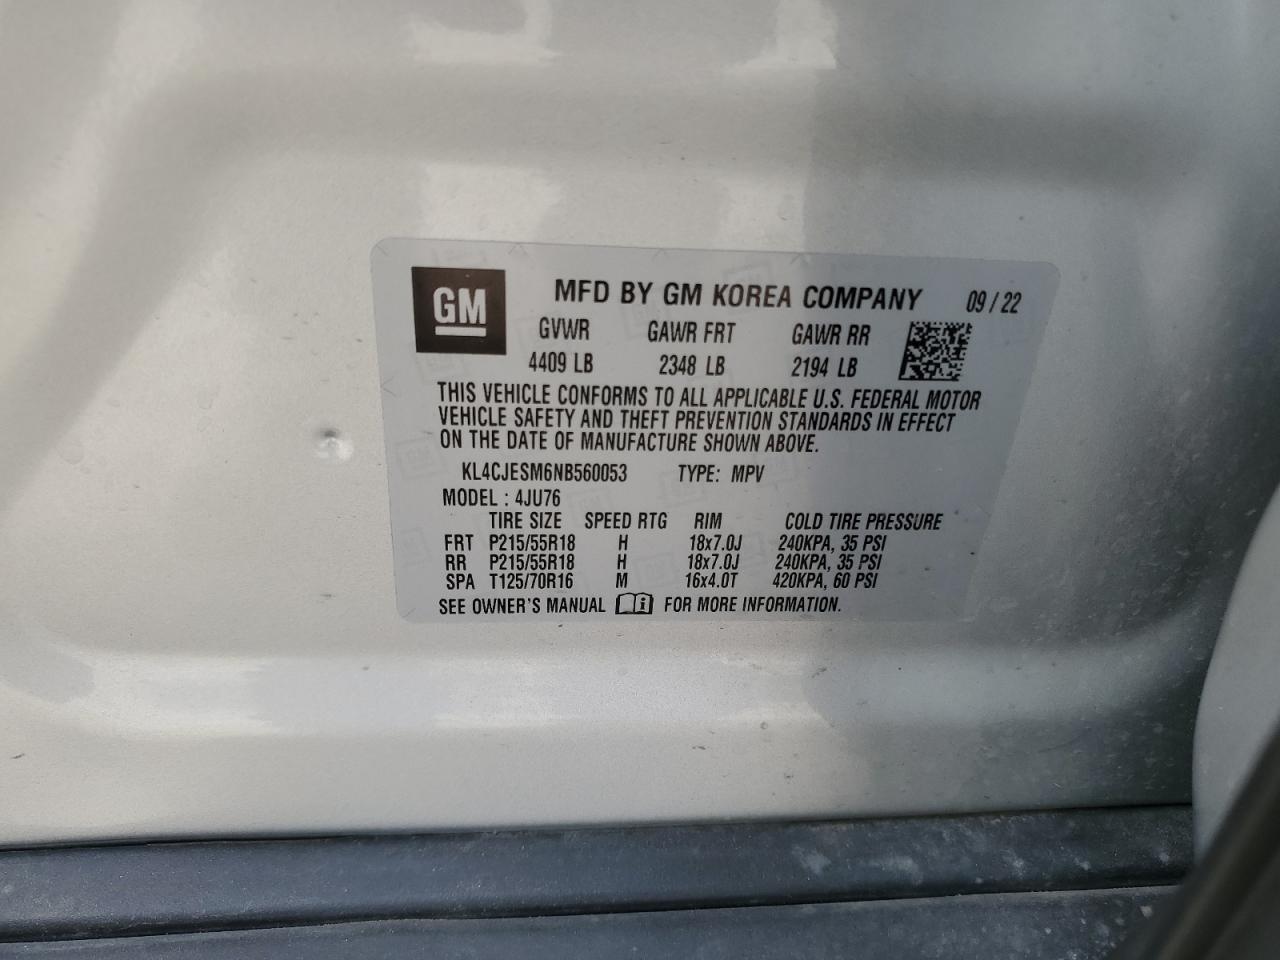 GM MFD BY GM KOREA COMPANY 09/22
GVWR GAWR FRT GAWR RR
4409 LB 2348 LB 2194 LB
THIS VEHICLE CONFORMS TO ALL APPLICABLE U.S. FEDERAL MOTOR
VEHICLE SAFETY AND THEFT PREVENTION STANDARDS IN EFFECT
ON THE DATE OF MANUFACTURE SHOWN ABOVE.
KL4CJESM6NB560053 TYPE: MPV
MODEL : 4JU76
TIRE SIZE SPEED RTG RIM COLD TIRE PRESSURE
FRT P215/55R18 H 18x7.0J 240KPA, 35 PSI
RR P215/55R18 H 18x7.0J 240KPA, 35 PSI
SPA T125/70R16 M 16x4.0T 420KPA, 60 PSI
SEE OWNER'S MANUAL FOR MORE INFORMATION.